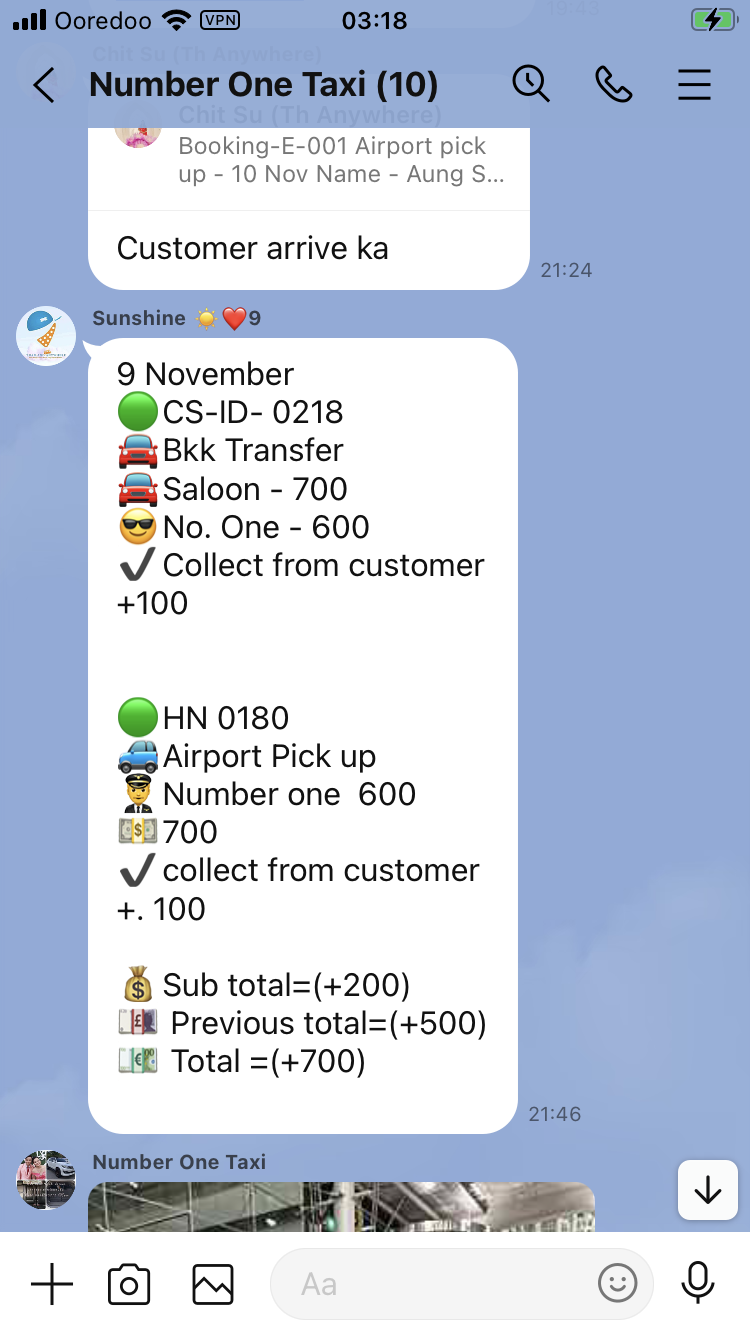 Ooredoo VPN 03:18
19:43
Chit Su (Th Anywhere)
Number One Taxi (10)
Chit Su (Th Anywhere)
Booking-E-001 Airport pick
up - 10 Nov Name - Aung S...
Customer arrive ka
21:24
Sunshine ☀️❤️9
9 November
🟢CS-ID- 0218
🚘Bkk Transfer
🚘Saloon - 700
😎No. One - 600
✔️Collect from customer
+100
🟢HN 0180
🚙Airport Pick up
👨‍✈️Number one  600
💵700
✔️collect from customer
+. 100
💰Sub total=(+200)
💷 Previous total=(+500)
💶 Total =(+700)
21:46
Number One Taxi
Aa